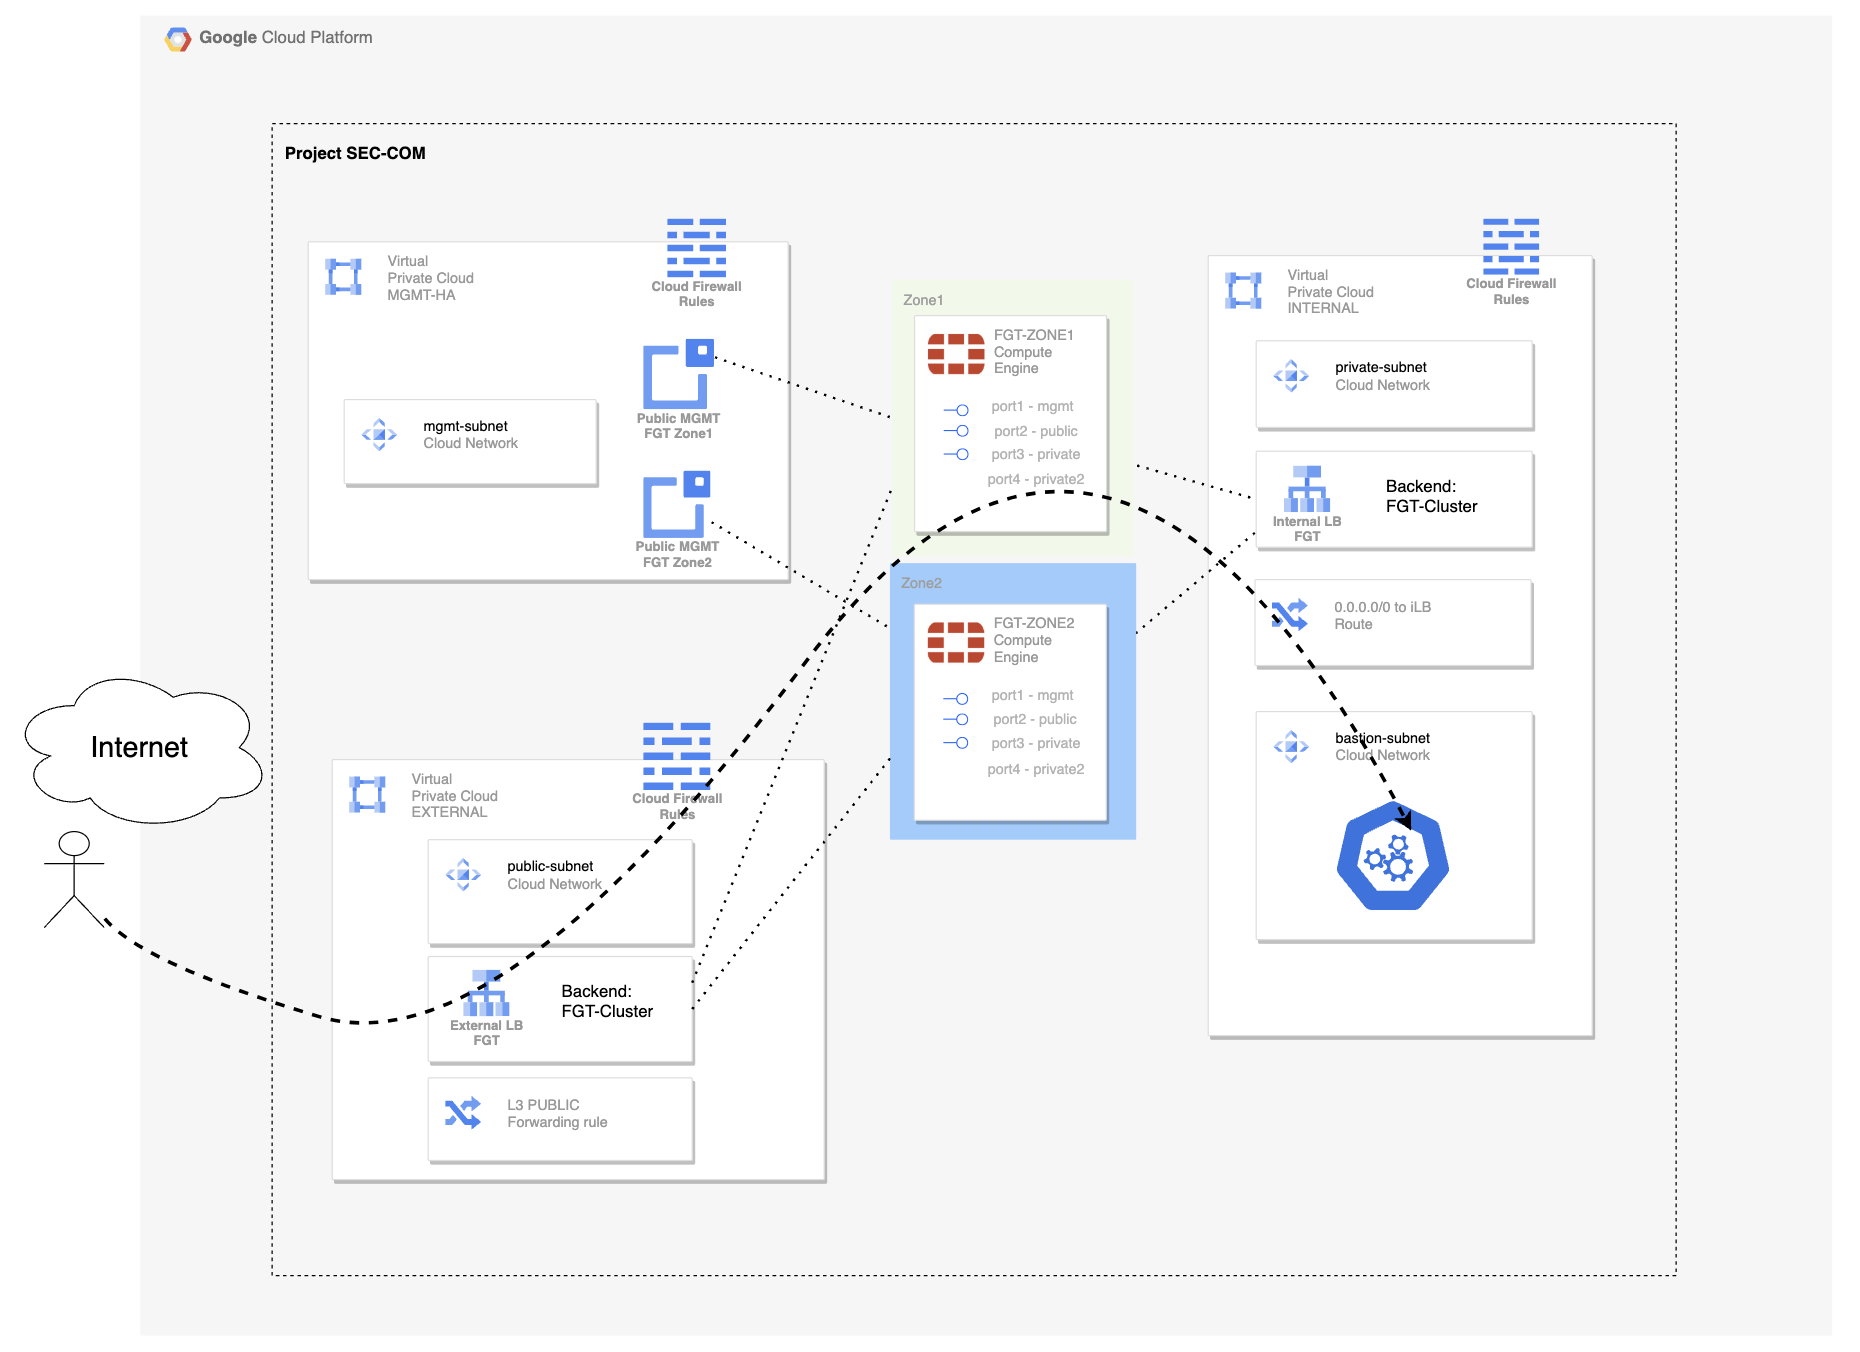 Google Cloud Platform
Project SEC-COM
Virtual
Private Cloud
MGMT-HA
Cloud Firewall
Rules
mgmt-subnet
Cloud Network
Public MGMT
FGT Zone1
Public MGMT
FGT Zone2
Zone1
FGT-ZONE1
Compute
Engine
port1 - mgmt
port2 - public
port3 - private
port4 - private2
Zone2
FGT-ZONE2
Compute
Engine
port1 - mgmt
port2 - public
port3 - private
port4 - private2
Virtual
Private Cloud
INTERNAL
Cloud Firewall
Rules
private-subnet
Cloud Network
Internal LB
FGT
Backend:
FGT-Cluster
0.0.0.0/0 to iLB
Route
bastion-subnet
Cloud Network
Internet
Virtual
Private Cloud
EXTERNAL
Cloud Firewall
Rules
public-subnet
Cloud Network
External LB
FGT
Backend:
FGT-Cluster
L3 PUBLIC
Forwarding rule